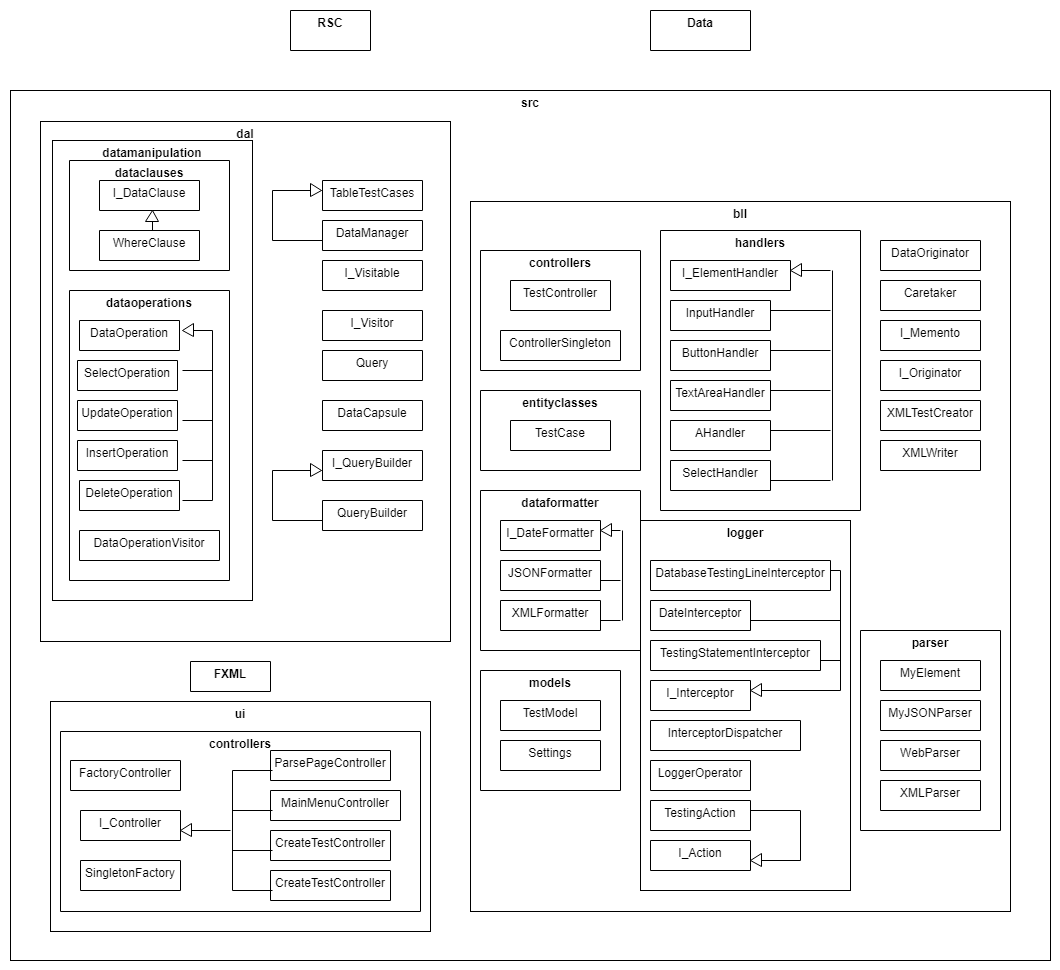 RSC
Data
src
dal
datamanipulation
dataclauses
I_DataClause
WhereClause
dataoperations
DataOperation
SelectOperation
UpdateOperation
InsertOperation
DeleteOperation
DataOperationVisitor
TableTestCases
DataManager
I_Visitable
I_Visitor
Query
DataCapsule
I_QueryBuilder
QueryBuilder
FXML
ui
controllers
FactoryController
I_Controller
SingletonFactory
ParsePageController
MainMenuController
CreateTestController
CreateTestController
bll
controllers
TestController
ControllerSingleton
entityclasses
TestCase
dataformatter
I_DateFormatter
JSONFormatter
XMLFormatter
models
TestModel
Settings
handlers
I_ElementHandler
InputHandler
ButtonHandler
TextAreaHandler
AHandler
SelectHandler
logger
DatabaseTestingLineInterceptor
DateInterceptor
TestingStatementInterceptor
I_Interceptor
InterceptorDispatcher
LoggerOperator
TestingAction
I_Action
DataOriginator
Caretaker
I_Memento
I_Originator
XMLTestCreator
XMLWriter
parser
MyElement
MyJSONParser
WebParser
XMLParser